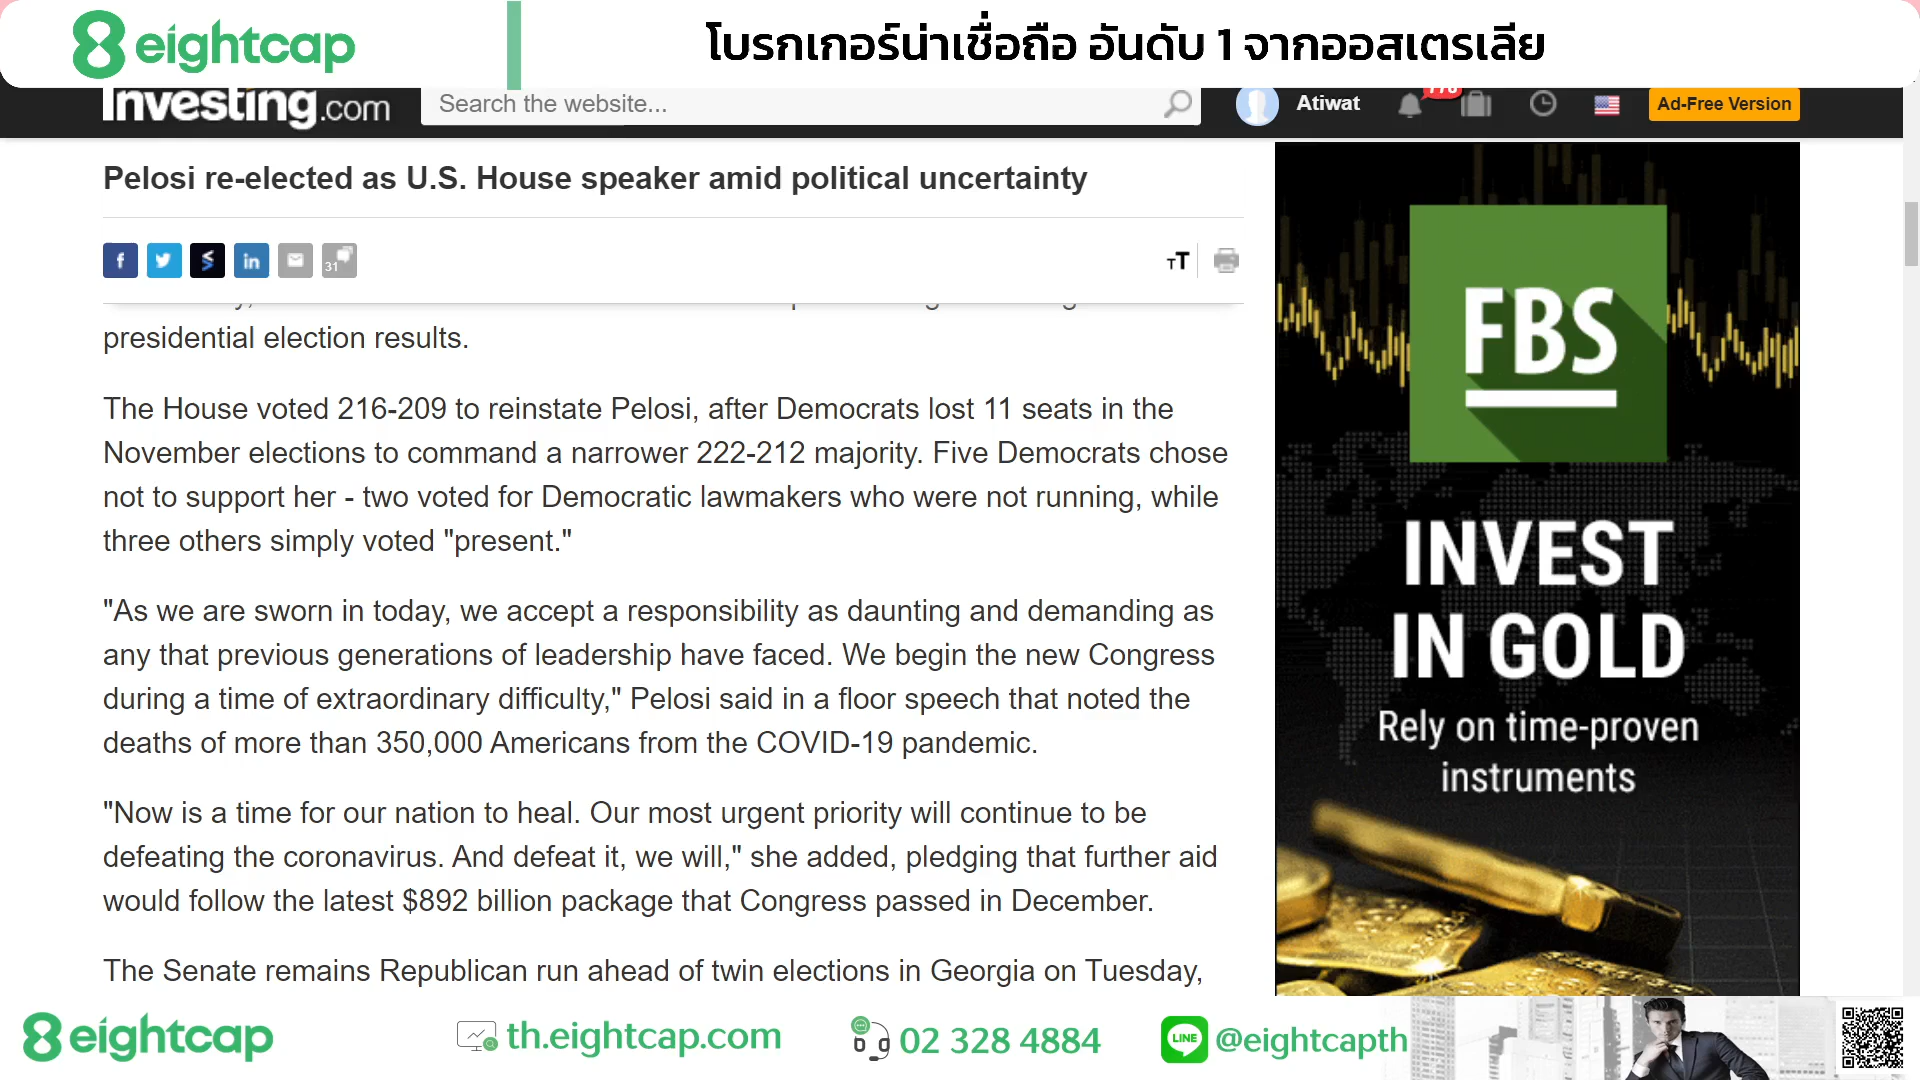 eightcap
โบรกเกอร์น่าเชื่อถือ อันดับ 1 จากออสเตรเลีย
Investing.com
Search the website...
Atiwat
Ad-Free Version
Pelosi re-elected as U.S. House speaker amid political uncertainty
31
TT
presidential election results.
The House voted 216-209 to reinstate Pelosi, after Democrats lost 11 seats in the
November elections to command a narrower 222-212 majority. Five Democrats chose
not to support her - two voted for Democratic lawmakers who were not running, while
three others simply voted "present."
"As we are sworn in today, we accept a responsibility as daunting and demanding as
any that previous generations of leadership have faced. We begin the new Congress
during a time of extraordinary difficulty," Pelosi said in a floor speech that noted the
deaths of more than 350,000 Americans from the COVID-19 pandemic.
"Now is a time for our nation to heal. Our most urgent priority will continue to be
defeating the coronavirus. And defeat it, we will," she added, pledging that further aid
would follow the latest $892 billion package that Congress passed in December.
The Senate remains Republican run ahead of twin elections in Georgia on Tuesday,
FBS
INVEST
IN GOLD
Rely on time-proven
instruments
eightcap
th.eightcap.com
02 328 4884
LINE
@eightcapth